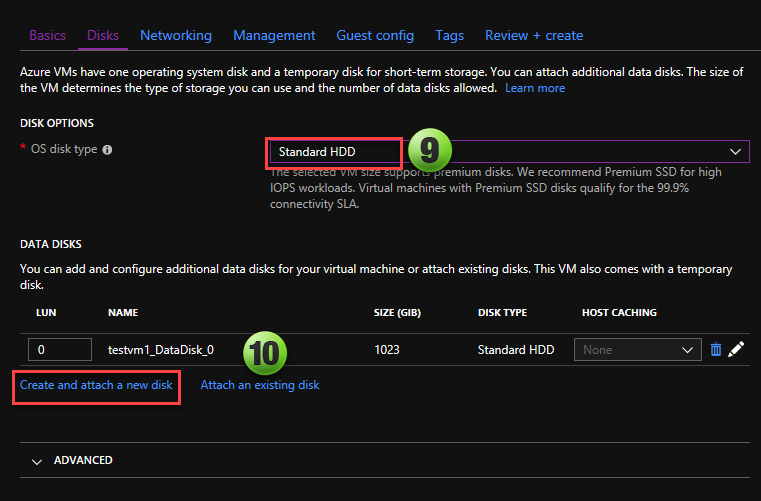 Basics Disks Networking Management Guest config Tags Review + create
Azure VMs have one operating system disk and a temporary disk for short-term storage. You can attach additional data disks. The size of
the VM determines the type of storage you can use and the number of data disks allowed. Learn more
DISK OPTIONS
* OS disk type Standard HDD 9
The selected VM size supports premium disks. We recommend Premium SSD for high
IOPS workloads. Virtual machines with Premium SSD disks qualify for the 99.9%
connectivity SLA.
DATA DISKS
You can add and configure additional data disks for your virtual machine or attach existing disks. This VM also comes with a temporary
disk.
LUN NAME SIZE (GIB) DISK TYPE HOST CACHING
0 testvm1_DataDisk_0 10 1023 Standard HDD None
Create and attach a new disk Attach an existing disk
ADVANCED